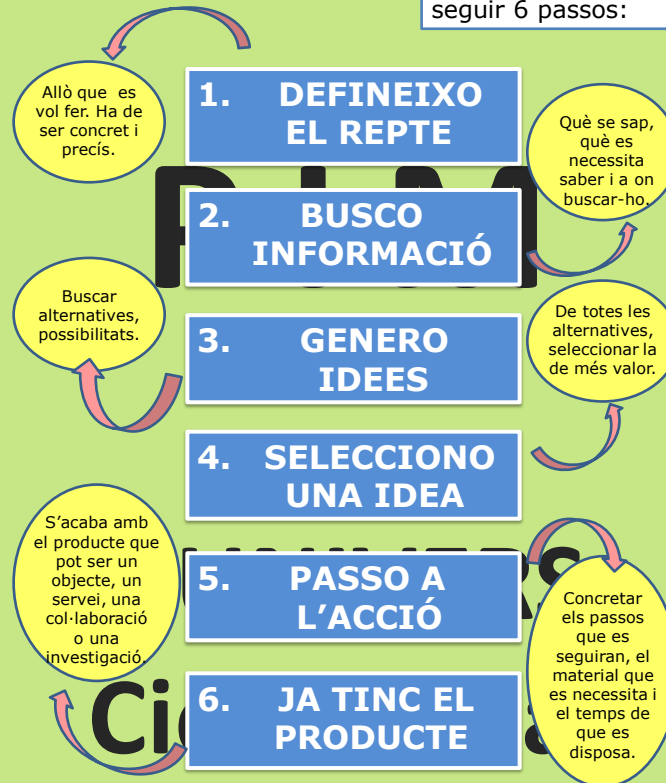 seguir 6 passos:
1. DEFINEIXO
EL REPTE
Allò que es
vol fer. Ha de
ser concret i
precís.
2. BUSCO
INFORMACIÓ
Què se sap,
què es
necessita
saber i a on
buscar-ho.
3. GENERO
IDEES
Buscar
alternatives,
possibilitats.
4. SELECCIONO
UNA IDEA
De totes les
alternatives,
seleccionar la
de més valor.
5. PASSO A
L’ACCIÓ
Concretar
els passos
que es
seguiran, el
material que
es necessita i
el temps de
que es
disposa.
6. JA TINC EL
PRODUCTE
S’acaba amb
el producte que
pot ser un
objecte, un
servei, una
col·laboració
o una
investigació.